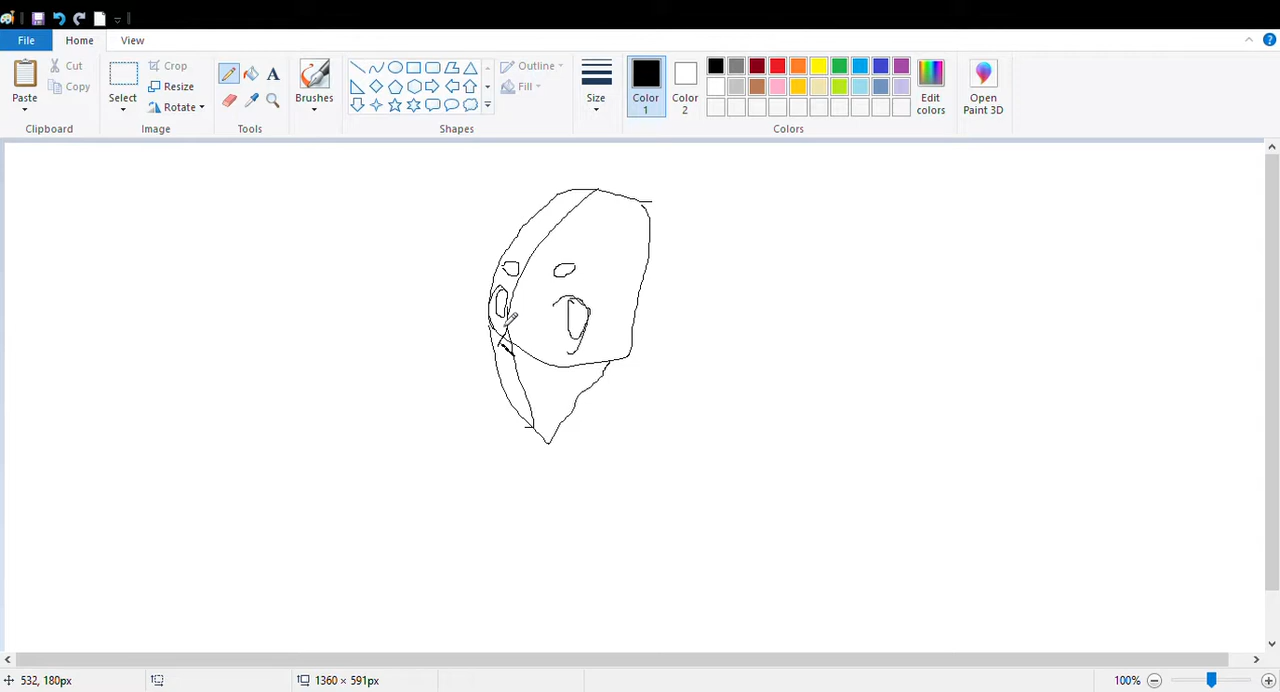 File Home View
Paste Cut Copy
Clipboard
Select Crop Resize Rotate
Image
A
Tools
Brushes
Outline Fill
Shapes
Size
Color 1
Color 2
Edit colors
Colors
Open Paint 3D
532, 180px
1360 × 591px
100%